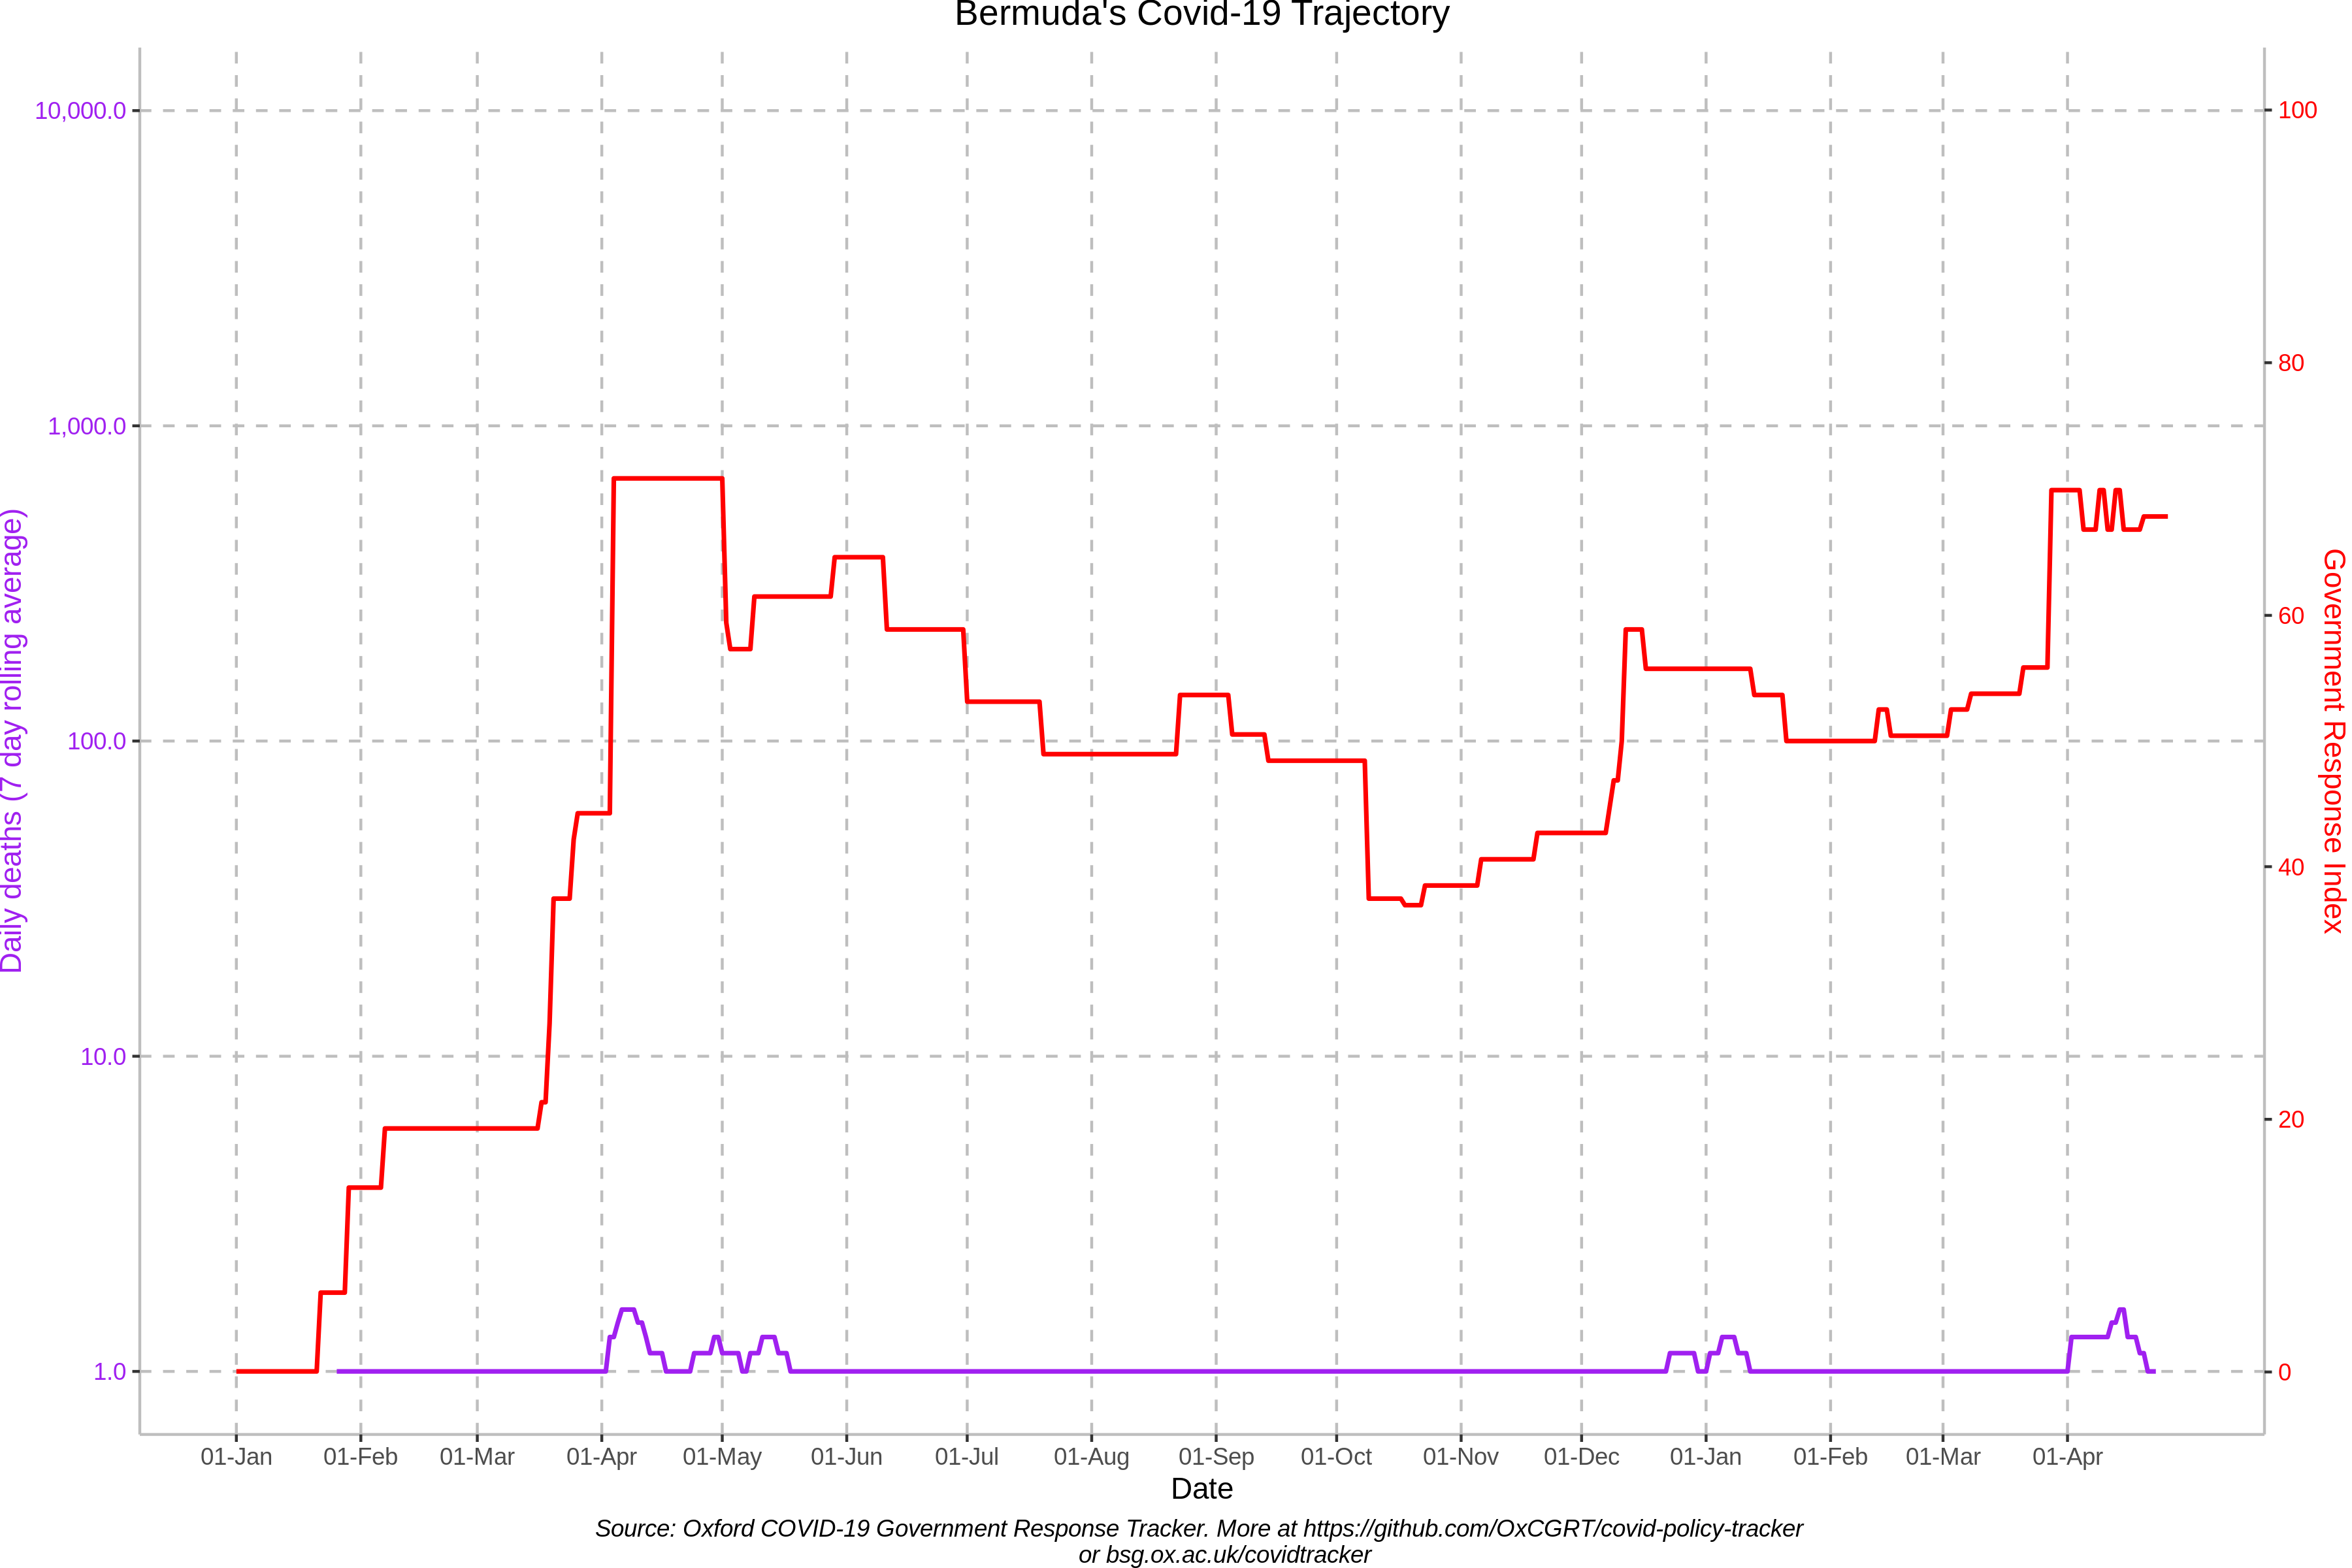 Bermuda's Covid-19 Trajectory
10,000.0
1,000.0
100.0
10.0
1.0
Daily deaths (7 day rolling average)
100
80
60
40
20
0
Government Response Index
01-Jan 01-Feb 01-Mar 01-Apr 01-May 01-Jun 01-Jul 01-Aug 01-Sep 01-Oct 01-Nov 01-Dec 01-Jan 01-Feb 01-Mar 01-Apr
Date
Source: Oxford COVID-19 Government Response Tracker. More at https://github.com/OxCGRT/covid-policy-tracker
or bsg.ox.ac.uk/covidtracker